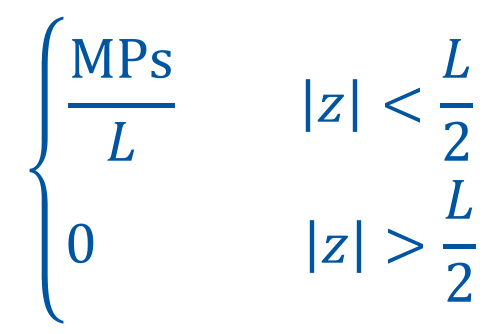 MPs/L |z| < L/2
0 |z| > L/2